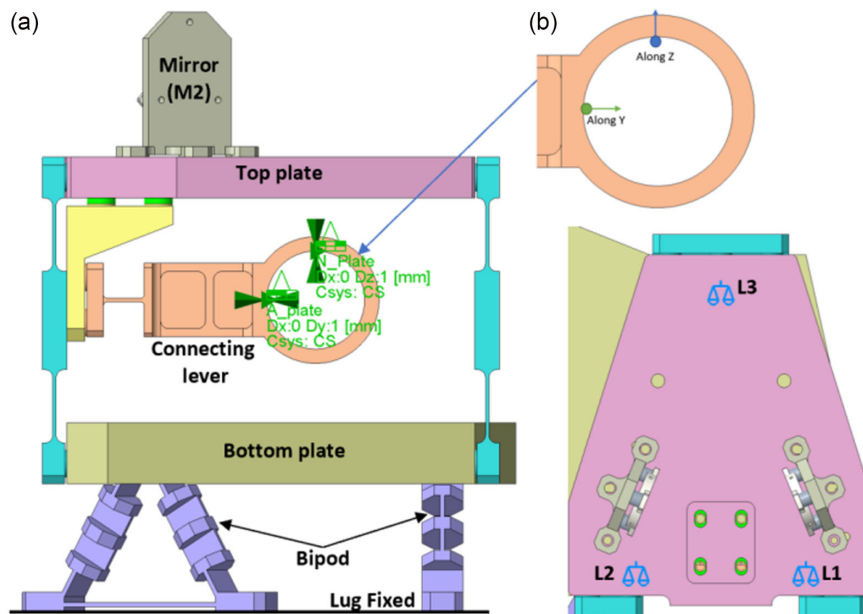 (a)
Mirror
(M2)
Top plate
N_Plate
Dx:0 Dz:1 [mm]
Csys: CS
A_plate
Dx:0 Dy:1 [mm]
Csys: CS
Connecting
lever
Bottom plate
Bipod
Lug Fixed
(b)
Along Z
Along Y
L3
L2
L1